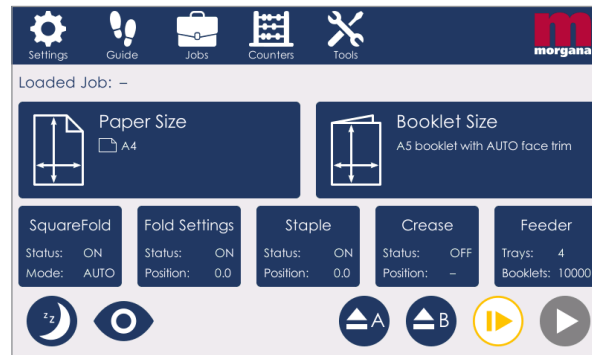 Settings
Guide
Jobs
Counters
Tools
morgana
Loaded Job: –
Paper Size
A4
Booklet Size
A5 booklet with AUTO face trim
SquareFold
Status: ON
Mode: AUTO
Fold Settings
Status: ON
Position: 0.0
Staple
Status: ON
Position: 0.0
Crease
Status: OFF
Position: –
Feeder
Trays: 4
Booklets: 10000
z z
A
B